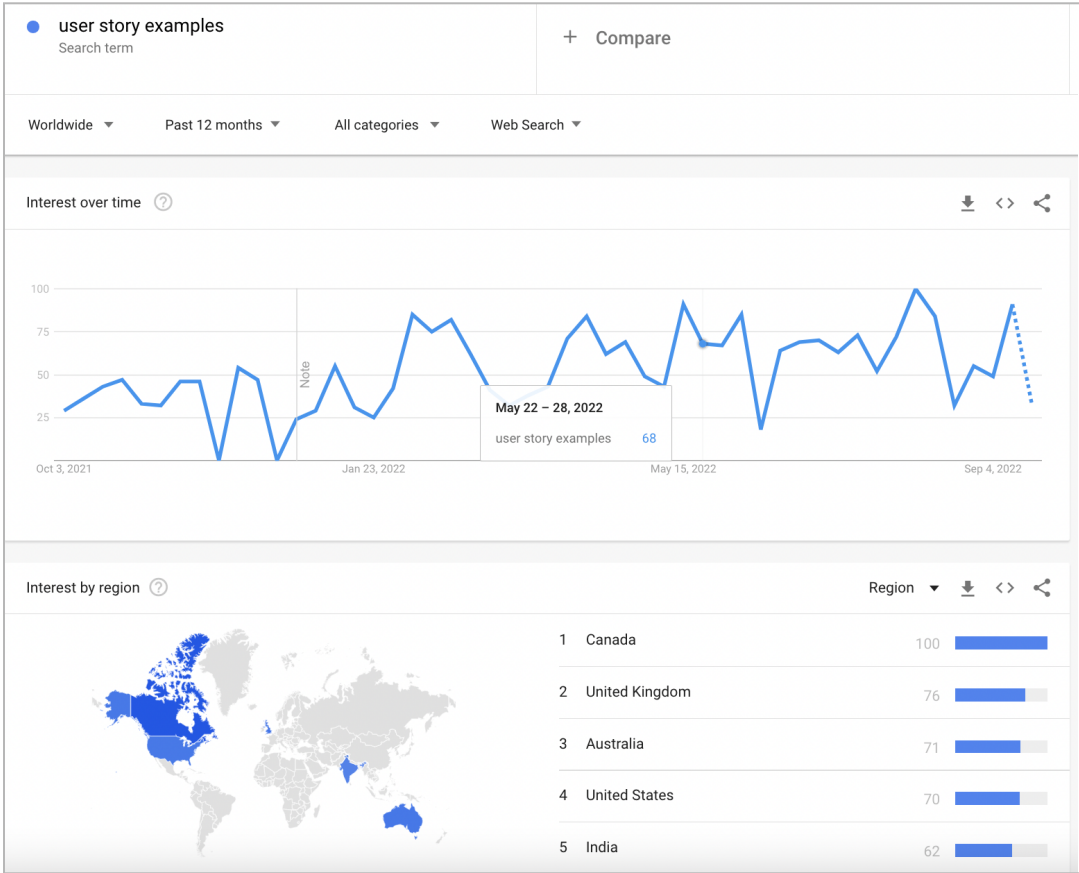 user story examples
Search term
+ Compare
Worldwide
Past 12 months
All categories
Web Search
Interest over time ?
100
75
50
25
Note
May 22 – 28, 2022
user story examples 68
Oct 3, 2021
Jan 23, 2022
May 15, 2022
Sep 4, 2022
Interest by region ?
Region
1 Canada 100
2 United Kingdom 76
3 Australia 71
4 United States 70
5 India 62